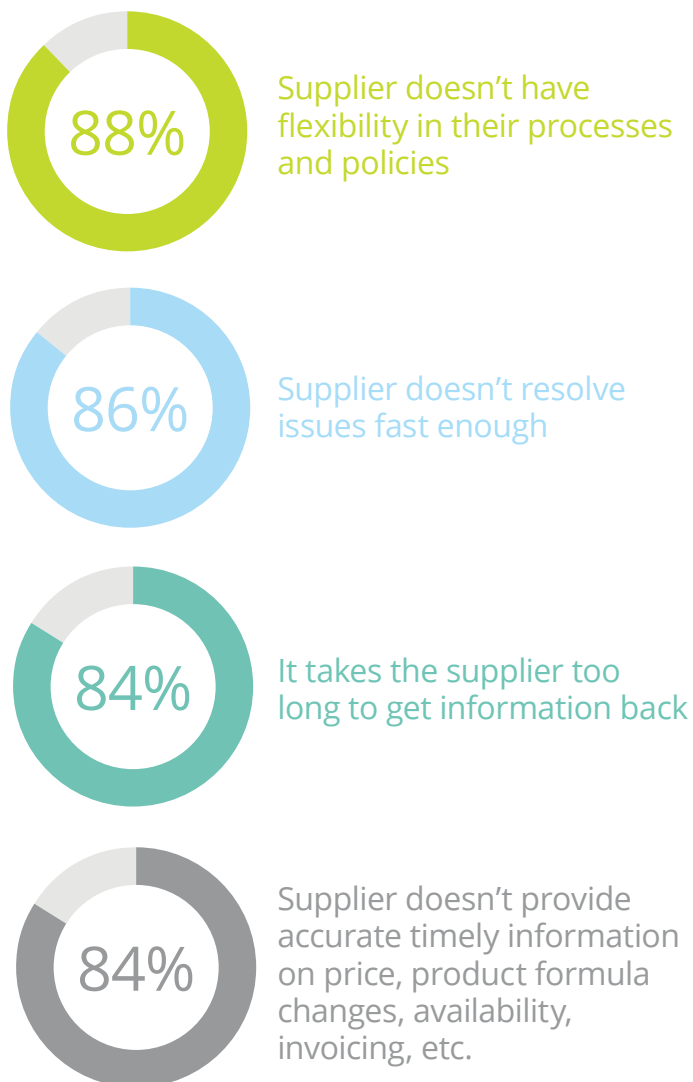 88%
Supplier doesn’t have
flexibility in their processes
and policies
86%
Supplier doesn’t resolve
issues fast enough
84%
It takes the supplier too
long to get information back
84%
Supplier doesn’t provide
accurate timely information
on price, product formula
changes, availability,
invoicing, etc.